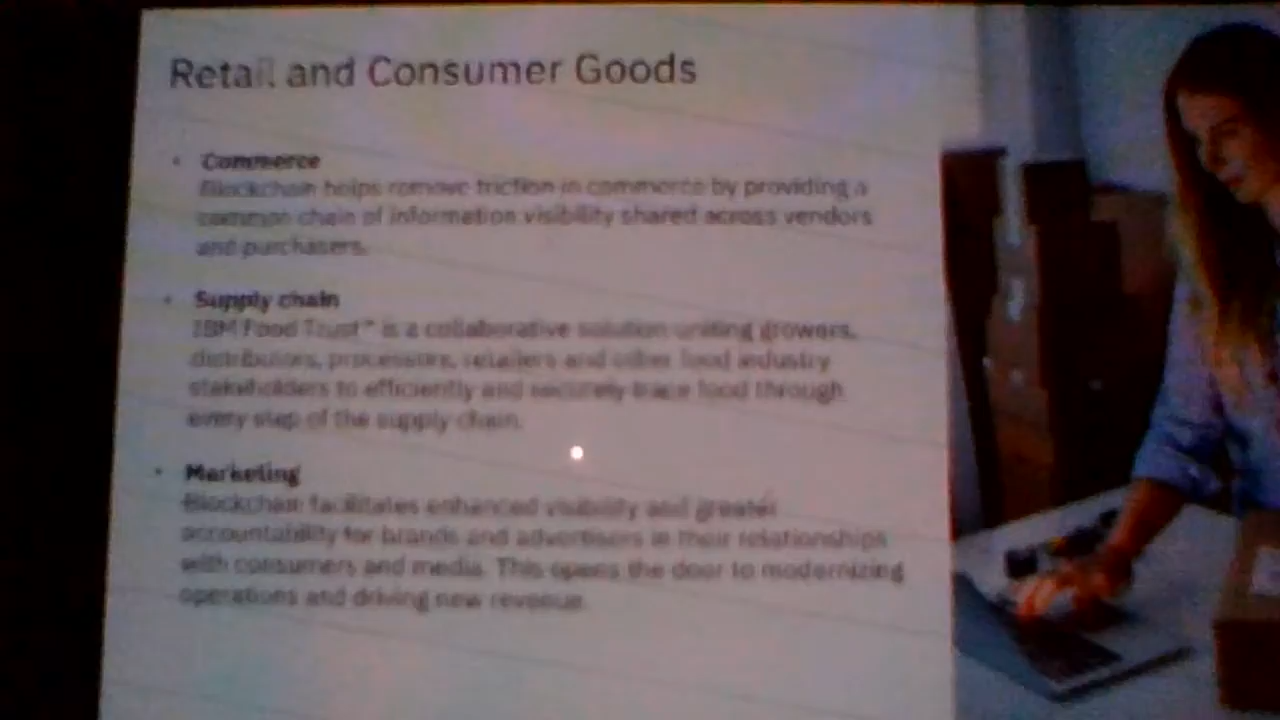 Retail and Consumer Goods
• Commerce
Blockchain helps remove friction in commerce by providing a
common chain of information visibility shared across vendors
and purchasers.
• Supply chain
IBM Food Trust™ is a collaborative solution uniting growers,
distributors, processors, retailers and other food industry
stakeholders to efficiently and securely trace food through
every step of the supply chain.
• Marketing
Blockchain facilitates enhanced visibility and greater
accountability for brands and advertisers in their relationships
with consumers and media. This opens the door to modernizing
operations and driving new revenue.